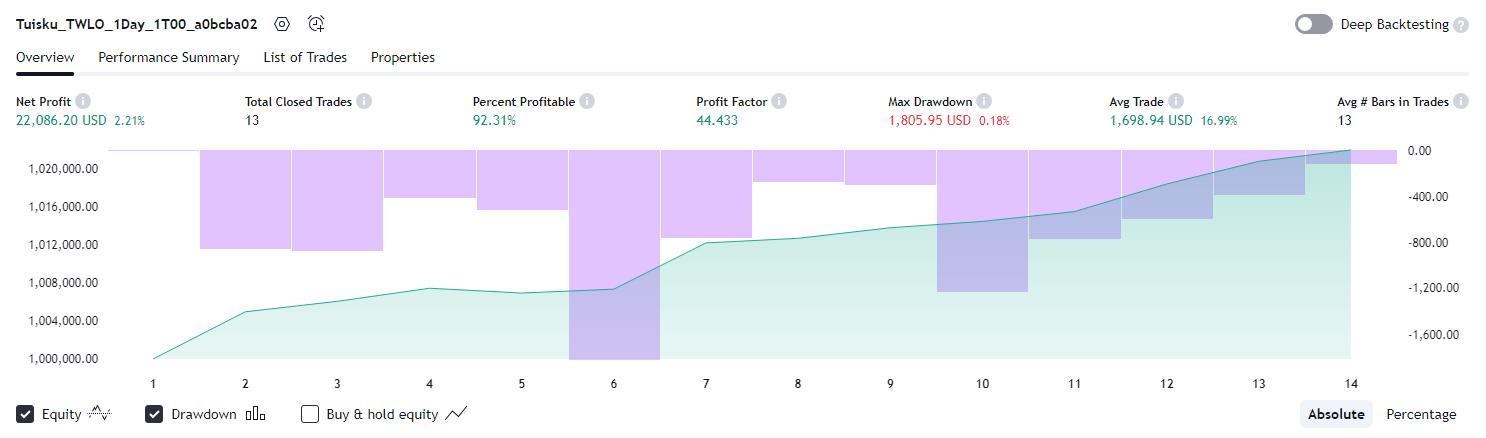 Tuisku_TWLO_1Day_1T00_a0bcba02
Deep Backtesting ?
Overview Performance Summary List of Trades Properties
Net Profit i Total Closed Trades i Percent Profitable i Profit Factor i Max Drawdown i Avg Trade i Avg # Bars in Trades i
22,086.20 USD 2.21% 13 92.31% 44.433 1,805.95 USD 0.18% 1,698.94 USD 16.99% 13
1,020,000.00
1,016,000.00
1,012,000.00
1,008,000.00
1,004,000.00
1,000,000.00
0.00
-400.00
-800.00
-1,200.00
-1,600.00
1 2 3 4 5 6 7 8 9 10 11 12 13 14
Equity Drawdown Buy & hold equity Absolute Percentage